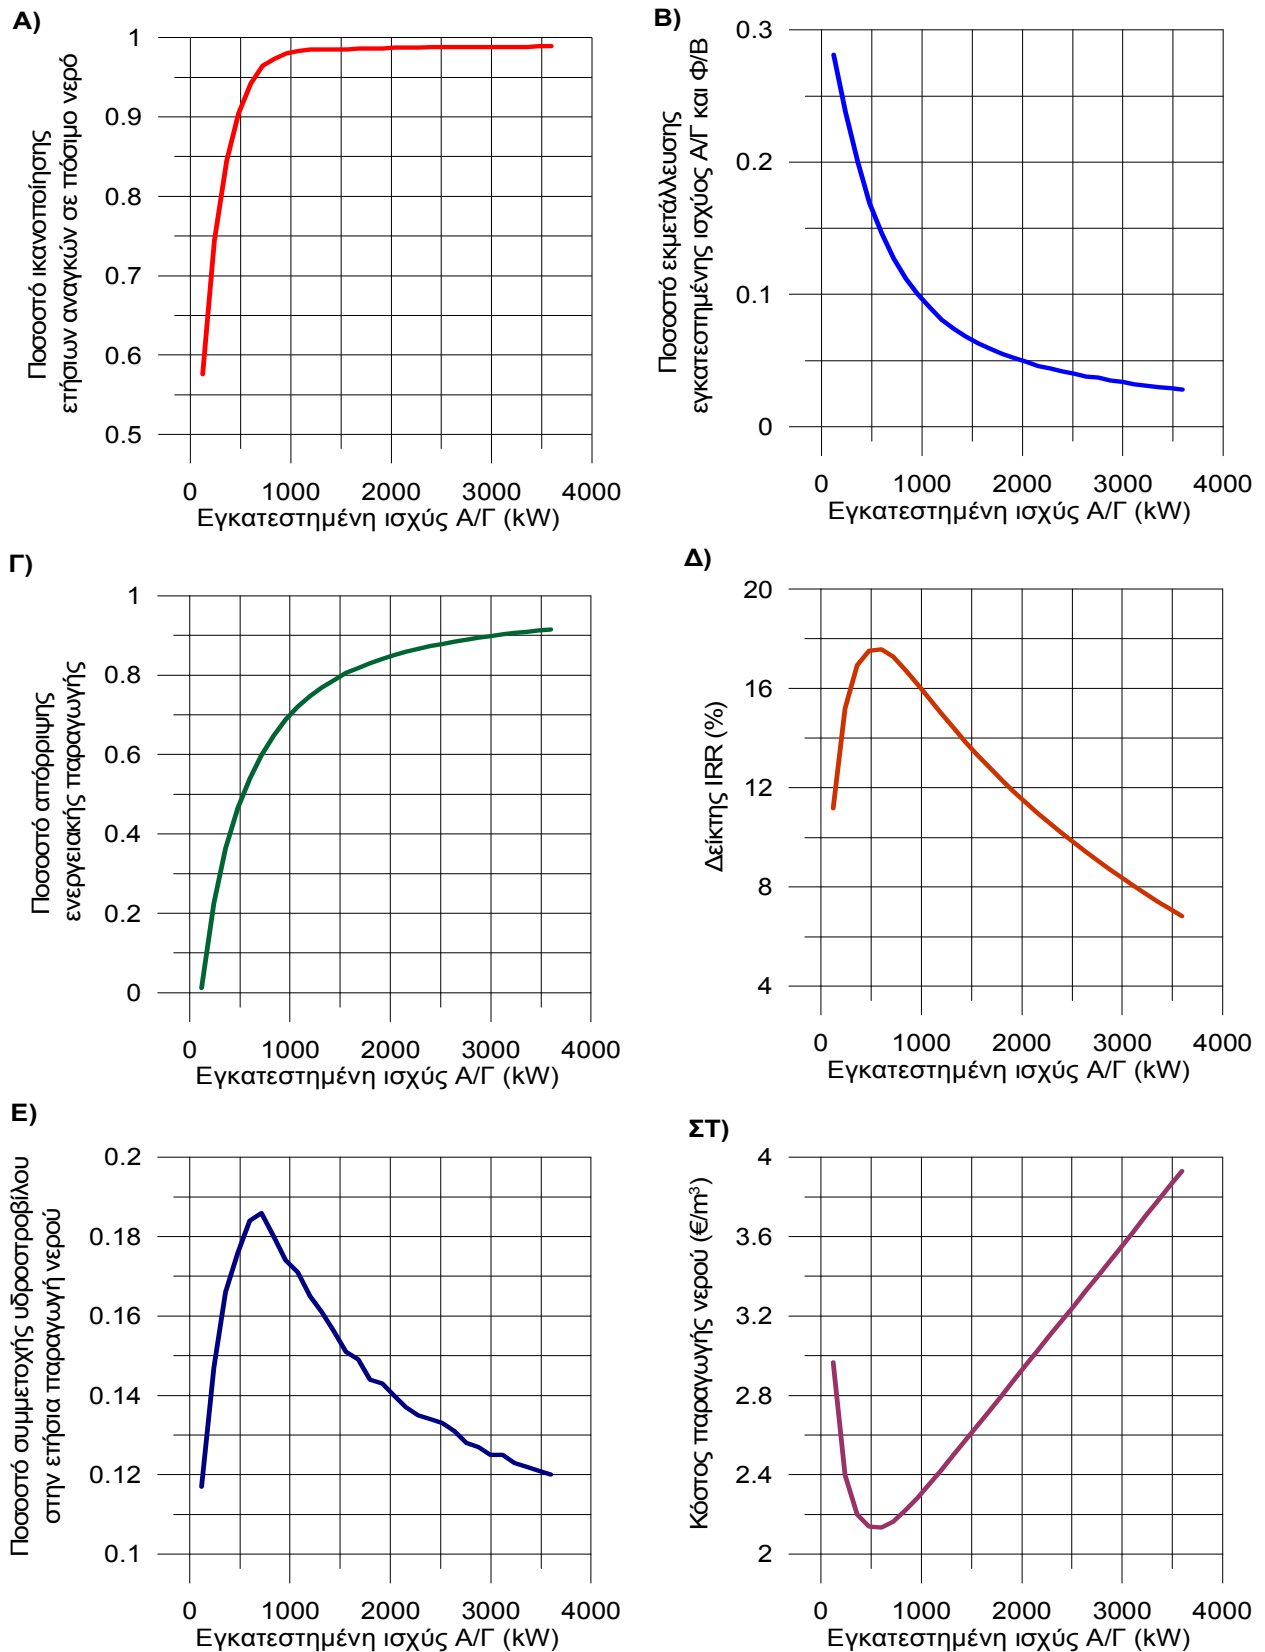 Α)
Ποσοστό ικανοποίησης
ετήσιων αναγκών σε πόσιμο νερό
1
0.9
0.8
0.7
0.6
0.5
0 1000 2000 3000 4000
Εγκατεστημένη ισχύς Α/Γ (kW)
Β)
Ποσοστό εκμετάλλευσης
εγκατεστημένης ισχύος Α/Γ και Φ/Β
0.3
0.2
0.1
0
0 1000 2000 3000 4000
Εγκατεστημένη ισχύς Α/Γ (kW)
Γ)
Ποσοστό απόρριψης
ενεργειακής παραγωγής
1
0.8
0.6
0.4
0.2
0
0 1000 2000 3000 4000
Εγκατεστημένη ισχύς Α/Γ (kW)
Δ)
Δείκτης IRR (%)
20
16
12
8
4
0 1000 2000 3000 4000
Εγκατεστημένη ισχύς Α/Γ (kW)
Ε)
Ποσοστό συμμετοχής υδροστροβίλου
στην ετήσια παραγωγή νερού
0.2
0.18
0.16
0.14
0.12
0.1
0 1000 2000 3000 4000
Εγκατεστημένη ισχύς Α/Γ (kW)
ΣΤ)
Κόστος παραγωγής νερού (€/m³)
4
3.6
3.2
2.8
2.4
2
0 1000 2000 3000 4000
Εγκατεστημένη ισχύς Α/Γ (kW)